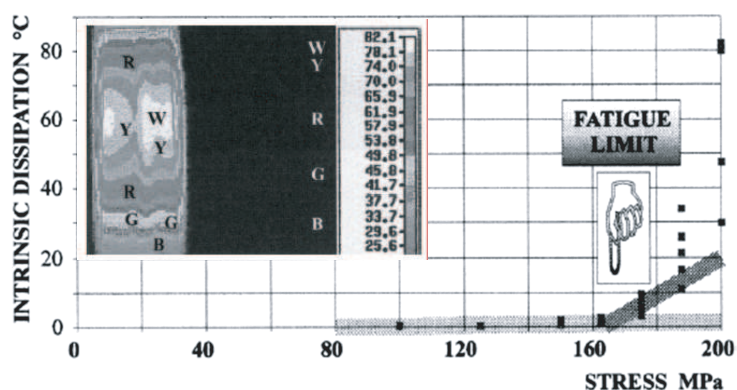 INTRINSIC DISSIPATION °C
80
60
40
20
0
0
40
80
120
160
200
STRESS MPa
FATIGUE
LIMIT
R
W
Y
Y
R
G
G
B
W
Y
R
G
B
82.1
78.1
74.0
70.0
65.9
61.9
57.9
53.8
49.8
45.8
41.7
37.7
33.7
29.6
25.6